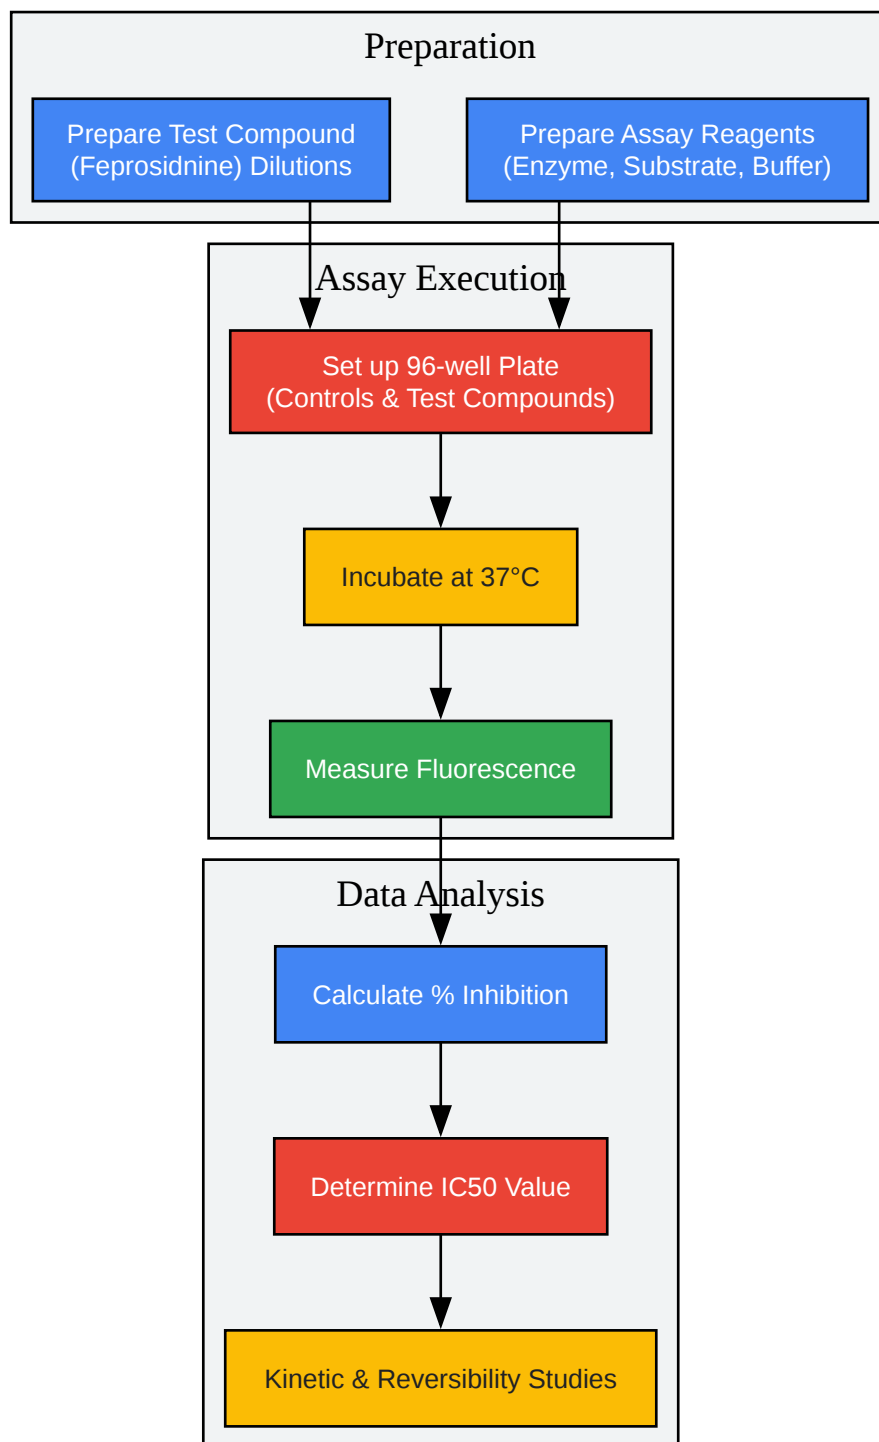 Preparation
Prepare Test Compound
(Feprosidnine) Dilutions
Prepare Assay Reagents
(Enzyme, Substrate, Buffer)
Assay Execution
Set up 96-well Plate
(Controls & Test Compounds)
Incubate at 37°C
Measure Fluorescence
Data Analysis
Calculate % Inhibition
Determine IC50 Value
Kinetic & Reversibility Studies